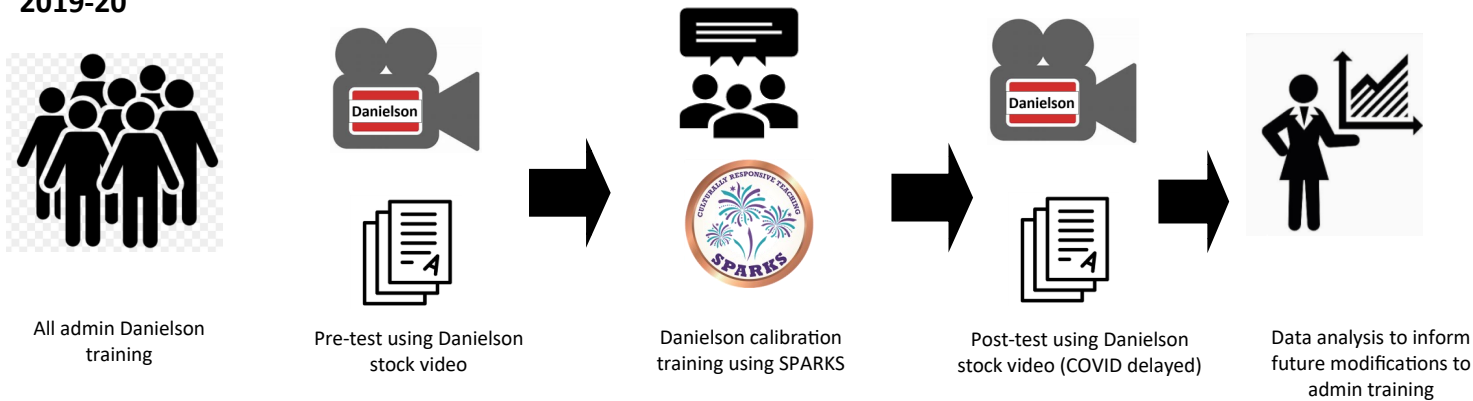 2019-20
Danielson
Danielson
CULTURALLY RESPONSIVE TEACHING
SPARKS
A
A
All admin Danielson
training
Pre-test using Danielson
stock video
Danielson calibration
training using SPARKS
Post-test using Danielson
stock video (COVID delayed)
Data analysis to inform
future modifications to
admin training